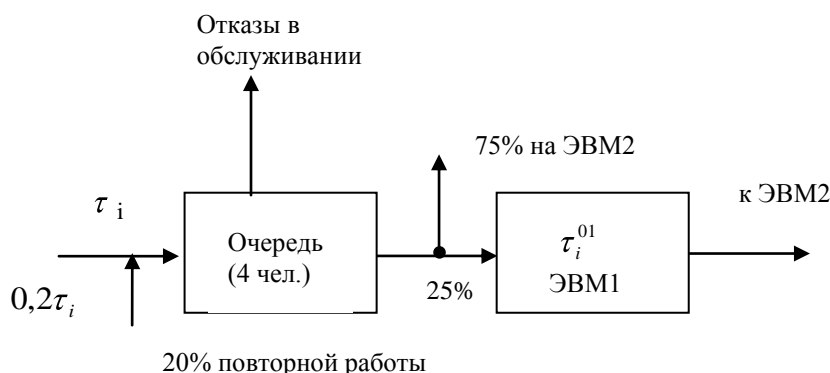 Отказы в
обслуживании
75% на ЭВМ2
к ЭВМ2
τ i
Очередь
(4 чел.)
τ_i^{01}
ЭВМ1
25%
0,2τ_i
20% повторной работы